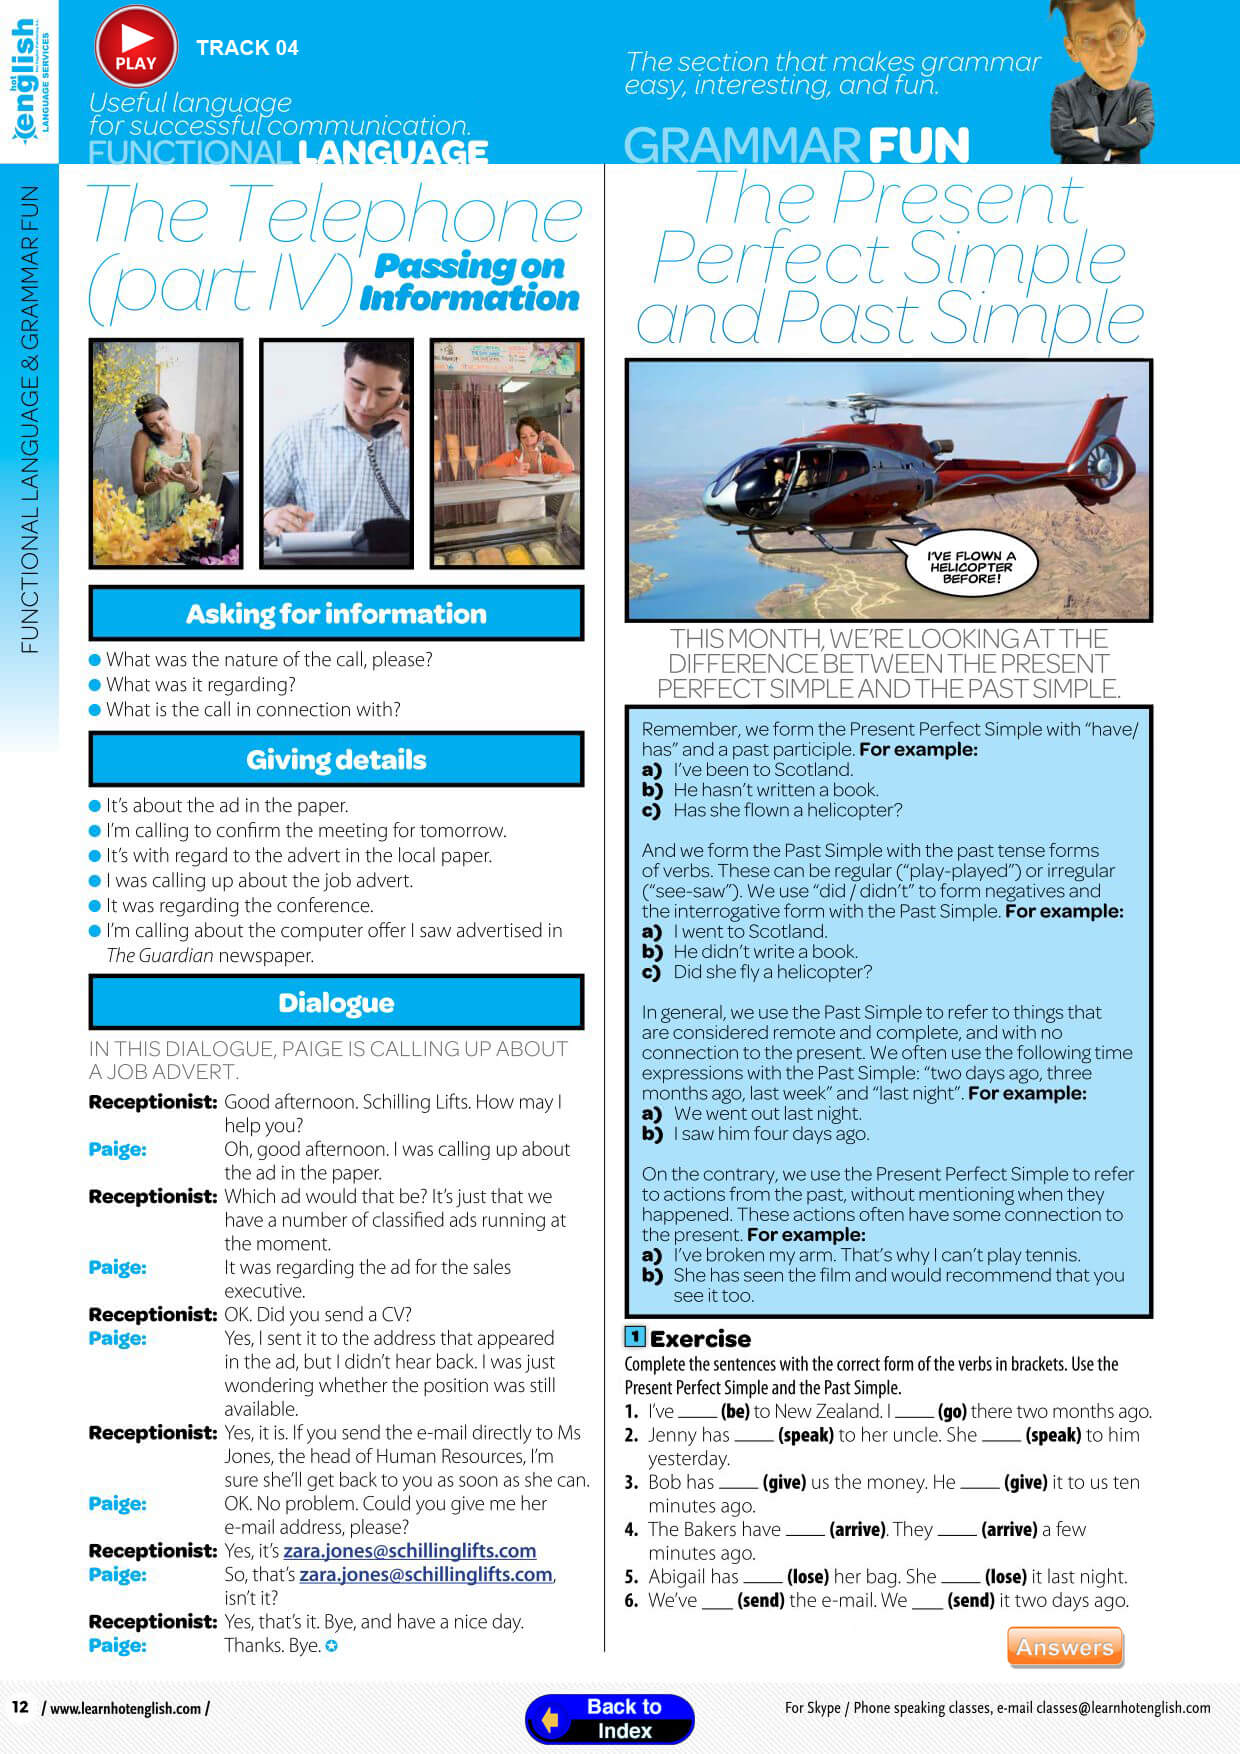 hot
english
LANGUAGE SERVICES
PLAY
TRACK 04
Useful language
for successful communication.
FUNCTIONAL LANGUAGE
The section that makes grammar
easy, interesting, and fun.
GRAMMAR FUN
FUNCTIONAL LANGUAGE & GRAMMAR FUN
The Telephone
(part IV) Passing on
Information
Asking for information
What was the nature of the call, please?
What was it regarding?
What is the call in connection with?
Giving details
It's about the ad in the paper.
I'm calling to confirm the meeting for tomorrow.
It's with regard to the advert in the local paper.
I was calling up about the job advert.
It was regarding the conference.
I'm calling about the computer offer I saw advertised in
The Guardian newspaper.
Dialogue
IN THIS DIALOGUE, PAIGE IS CALLING UP ABOUT
A JOB ADVERT.
Receptionist: Good afternoon. Schilling Lifts. How may I
help you?
Paige: Oh, good afternoon. I was calling up about
the ad in the paper.
Receptionist: Which ad would that be? It's just that we
have a number of classified ads running at
the moment.
Paige: It was regarding the ad for the sales
executive.
Receptionist: OK. Did you send a CV?
Paige: Yes, I sent it to the address that appeared
in the ad, but I didn't hear back. I was just
wondering whether the position was still
available.
Receptionist: Yes, it is. If you send the e-mail directly to Ms
Jones, the head of Human Resources, I'm
sure she'll get back to you as soon as she can.
Paige: OK. No problem. Could you give me her
e-mail address, please?
Receptionist: Yes, it's zara.jones@schillinglifts.com
Paige: So, that's zara.jones@schillinglifts.com,
isn't it?
Receptionist: Yes, that's it. Bye, and have a nice day.
Paige: Thanks. Bye.
The Present
Perfect Simple
and Past Simple
I'VE FLOWN A
HELICOPTER
BEFORE!
THIS MONTH, WE'RE LOOKING AT THE
DIFFERENCE BETWEEN THE PRESENT
PERFECT SIMPLE AND THE PAST SIMPLE.
Remember, we form the Present Perfect Simple with "have/
has" and a past participle. For example:
a) I've been to Scotland.
b) He hasn't written a book.
c) Has she flown a helicopter?
And we form the Past Simple with the past tense forms
of verbs. These can be regular ("play-played") or irregular
("see-saw"). We use "did / didn't" to form negatives and
the interrogative form with the Past Simple. For example:
a) I went to Scotland.
b) He didn't write a book.
c) Did she fly a helicopter?
In general, we use the Past Simple to refer to things that
are considered remote and complete, and with no
connection to the present. We often use the following time
expressions with the Past Simple: "two days ago, three
months ago, last week" and "last night". For example:
a) We went out last night.
b) I saw him four days ago.
On the contrary, we use the Present Perfect Simple to refer
to actions from the past, without mentioning when they
happened. These actions often have some connection to
the present. For example:
a) I've broken my arm. That's why I can't play tennis.
b) She has seen the film and would recommend that you
see it too.
1 Exercise
Complete the sentences with the correct form of the verbs in brackets. Use the
Present Perfect Simple and the Past Simple.
1. I've ____ (be) to New Zealand. I ____ (go) there two months ago.
2. Jenny has ____ (speak) to her uncle. She ____ (speak) to him
yesterday.
3. Bob has ____ (give) us the money. He ____ (give) it to us ten
minutes ago.
4. The Bakers have ____ (arrive). They ____ (arrive) a few
minutes ago.
5. Abigail has ____ (lose) her bag. She ____ (lose) it last night.
6. We've ___ (send) the e-mail. We ___ (send) it two days ago.
Answers
12 / www.learnhotenglish.com /
Back to
Index
For Skype / Phone speaking classes, e-mail classes@learnhotenglish.com